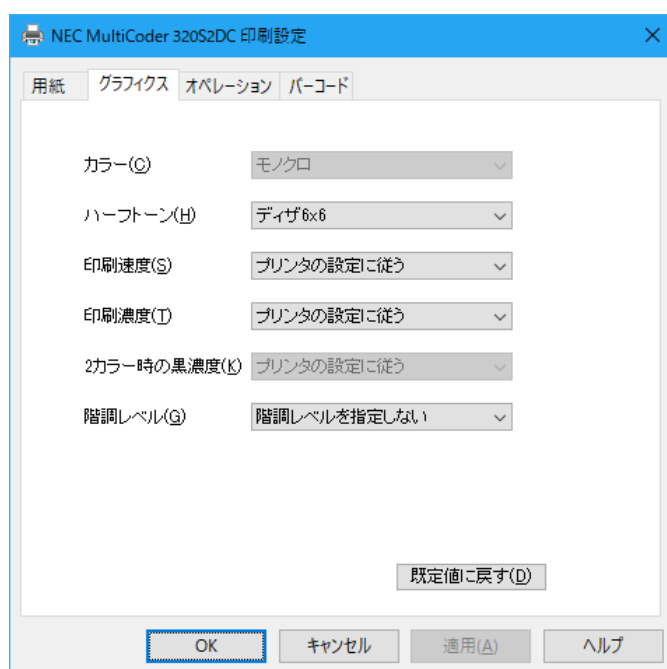 NEC MultiCoder 320S2DC 印刷設定
用紙 グラフィクス オペレーション バーコード
カラー(C) モノクロ
ハーフトーン(H) ディザ6x6
印刷速度(S) プリンタの設定に従う
印刷濃度(T) プリンタの設定に従う
2カラー時の黒濃度(K) プリンタの設定に従う
階調レベル(G) 階調レベルを指定しない
既定値に戻す(D)
OK キャンセル 適用(A) ヘルプ